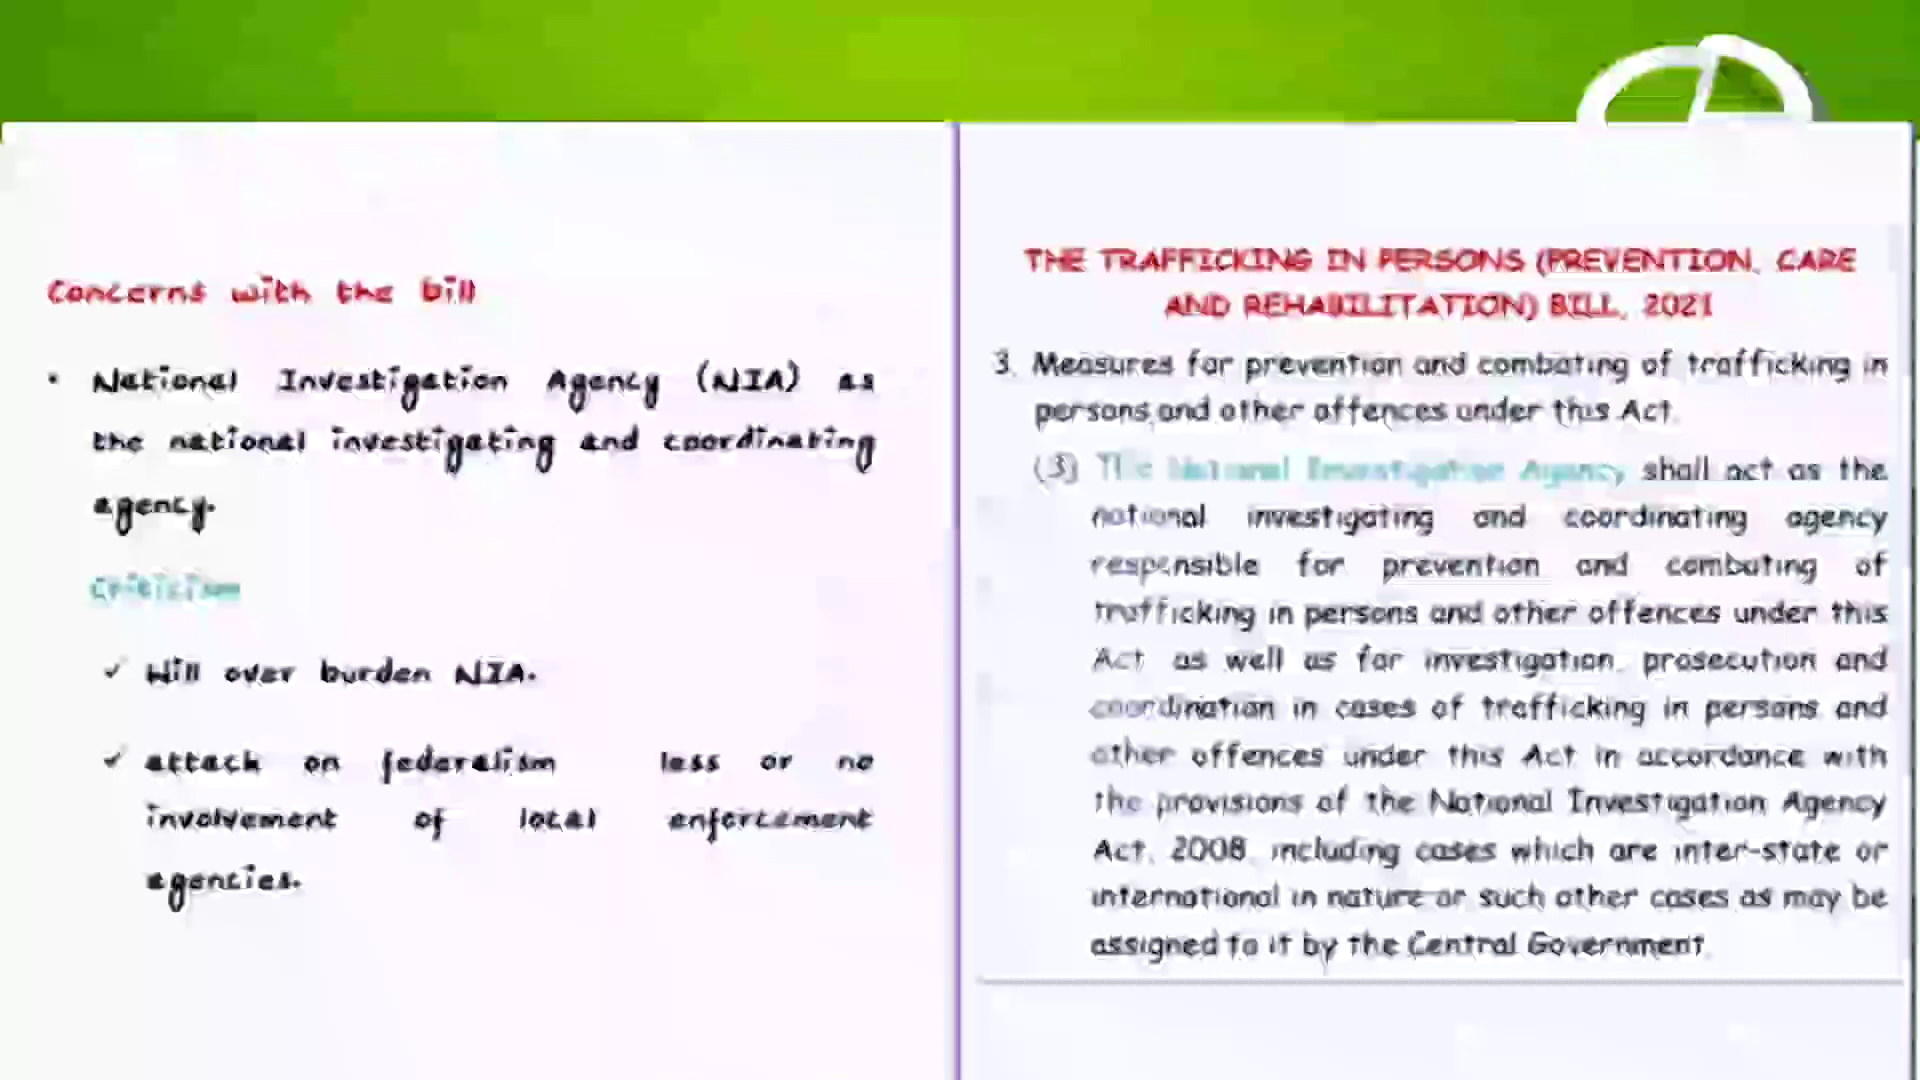 Concerns with the bill
• National Investigation Agency (NIA) as
the national investigating and coordinating
agency.
Criticism
✓ Will over burden NIA.
✓ attack on federalism less or no
involvement of local enforcement
agencies.
THE TRAFFICKING IN PERSONS (PREVENTION, CARE
AND REHABILITATION) BILL, 2021
3. Measures for prevention and combating of trafficking in
persons and other offences under this Act.
(3) The National Investigation Agency shall act as the
national investigating and coordinating agency
responsible for prevention and combating of
trafficking in persons and other offences under this
Act as well as for investigation, prosecution and
coordination in cases of trafficking in persons and
other offences under this Act in accordance with
the provisions of the National Investigation Agency
Act, 2008, including cases which are inter-state or
international in nature or such other cases as may be
assigned to it by the Central Government.